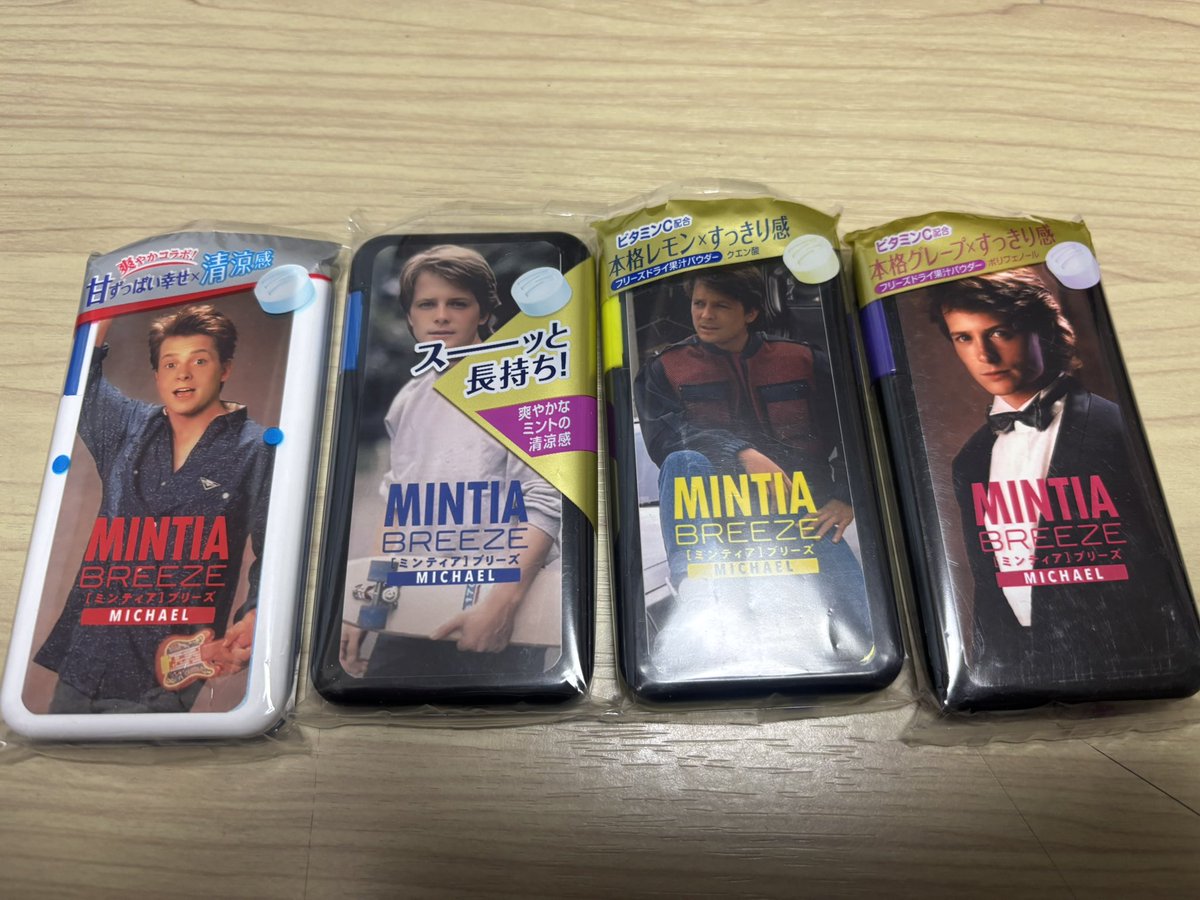 爽やかコラボ!
甘ずっぱい幸せ×清涼感
MINTIA
BREEZE
[ミンティア]ブリーズ
MICHAEL
スーッと
長持ち!
爽やかな
ミントの
清涼感
MINTIA
BREEZE
[ミンティア]ブリーズ
MICHAEL
ビタミンC配合
本格レモン×すっきり感
フリーズドライ果汁パウダー クエン酸
MINTIA
BREEZE
[ミンティア]ブリーズ
MICHAEL
ビタミンC配合
本格グレープ×すっきり感
フリーズドライ果汁パウダー ポリフェノール
MINTIA
BREEZE
[ミンティア]ブリーズ
MICHAEL